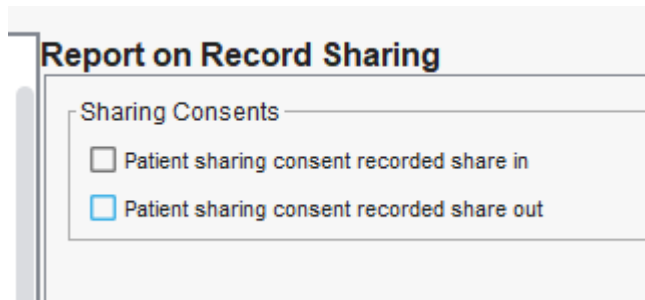 Report on Record Sharing
Sharing Consents
Patient sharing consent recorded share in
Patient sharing consent recorded share out